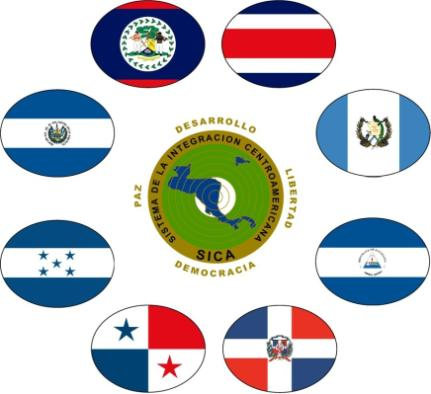 DESARROLLO
PAZ
LIBERTAD
SISTEMA DE LA INTEGRACION CENTROAMERICANA
SICA
DEMOCRACIA